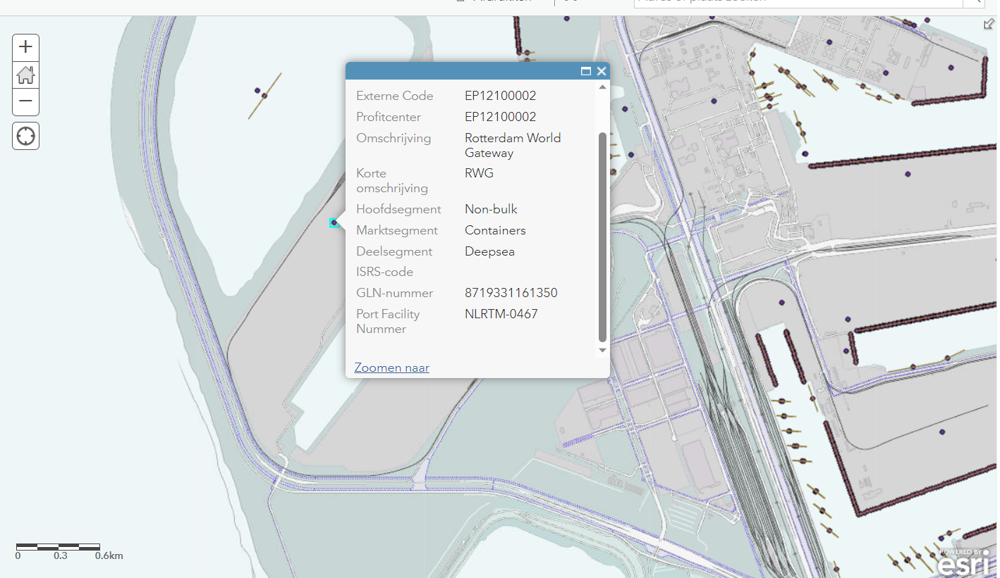 Externe Code EP12100002
Profitcenter EP12100002
Omschrijving Rotterdam World
Gateway
Korte RWG
omschrijving
Hoofdsegment Non-bulk
Marktsegment Containers
Deelsegment Deepsea
ISRS-code
GLN-nummer 8719331161350
Port Facility NLRTM-0467
Nummer
Zoomen naar
0 0.3 0.6km
POWERED BY
esri